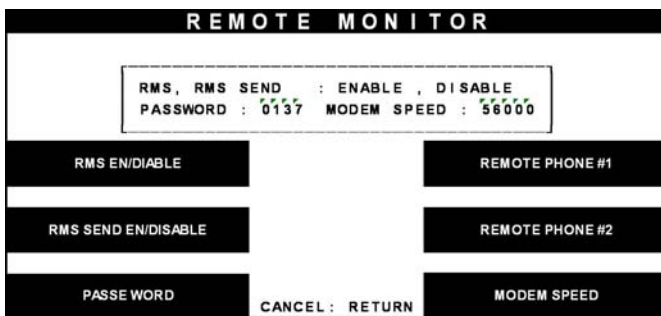 REMOTE MONITOR
RMS, RMS SEND : ENABLE , DISABLE
PASSWORD : 0137 MODEM SPEED : 56000
RMS EN/DIABLE
REMOTE PHONE #1
RMS SEND EN/DISABLE
REMOTE PHONE #2
PASSE WORD
MODEM SPEED
CANCEL: RETURN